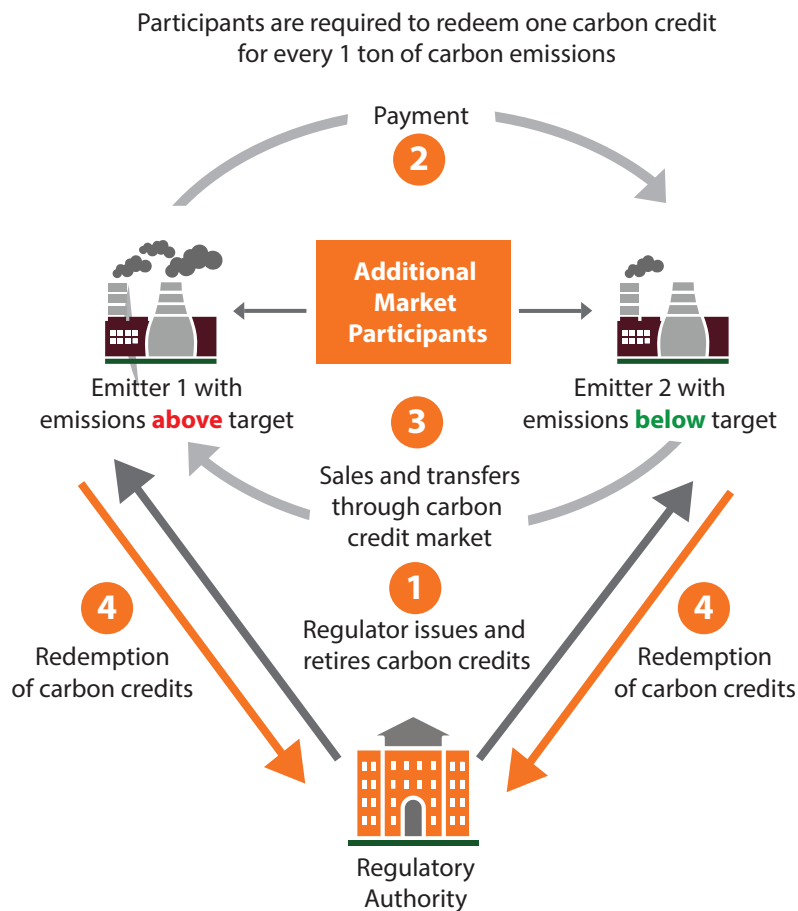 Participants are required to redeem one carbon credit
for every 1 ton of carbon emissions
Payment
2
Additional
Market
Participants
Emitter 1 with
emissions above target
Emitter 2 with
emissions below target
3
Sales and transfers
through carbon
credit market
1
Regulator issues and
retires carbon credits
4
Redemption
of carbon credits
4
Redemption
of carbon credits
Regulatory
Authority